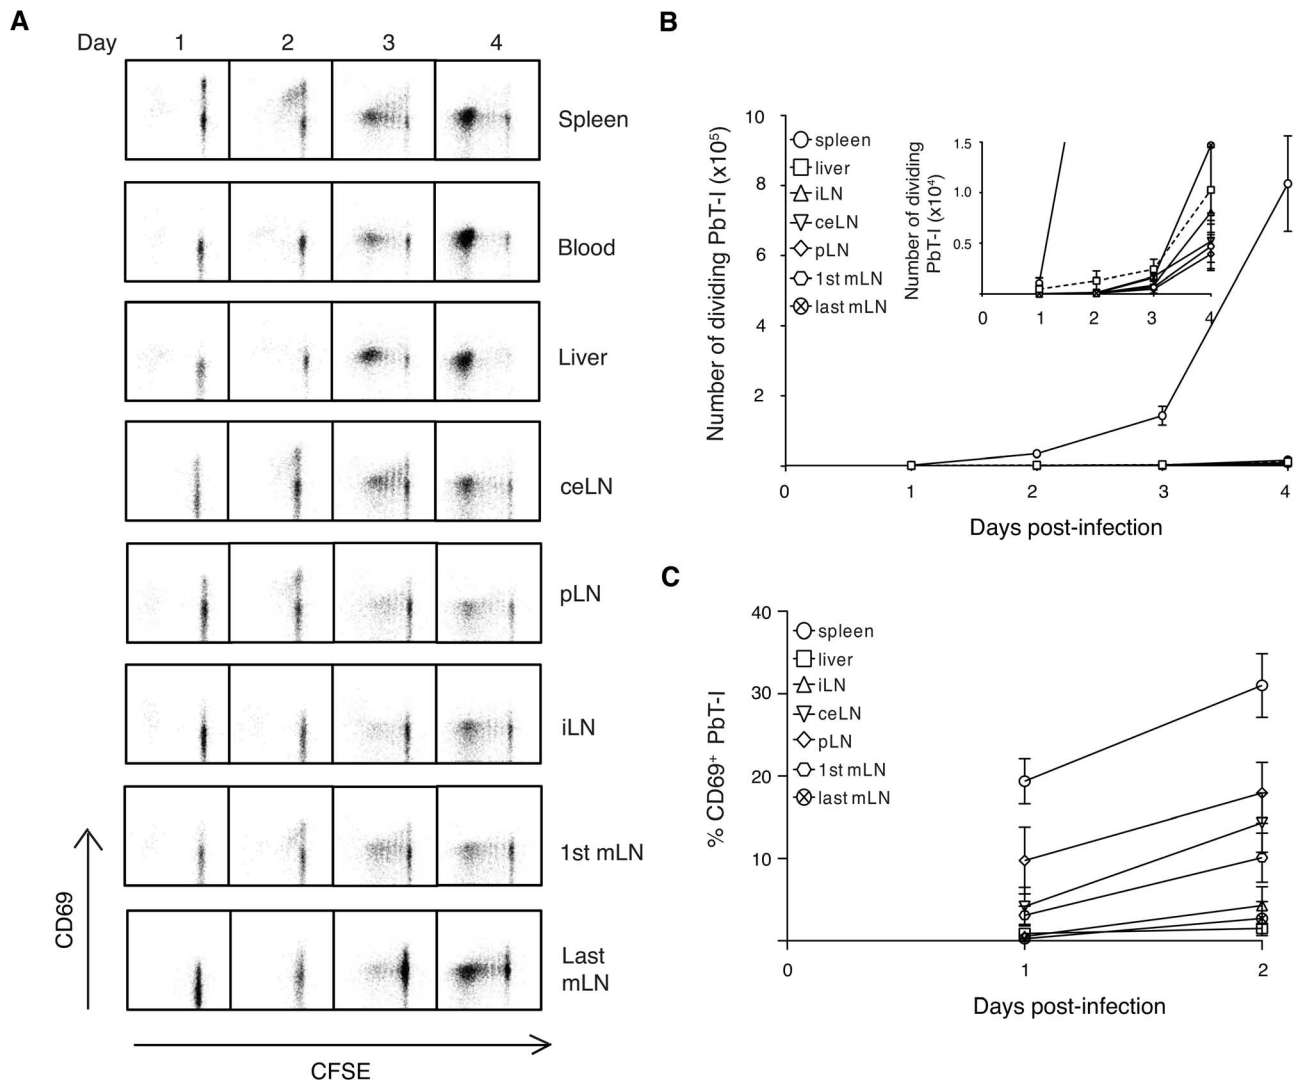 A
Day 1 2 3 4
Spleen
Blood
Liver
ceLN
pLN
iLN
1st mLN
Last
mLN
CD69
CFSE
B
Number of dividing PbT-I (x10⁵)
10
8
6
4
2
0 1 2 3 4
Days post-infection
spleen
liver
iLN
ceLN
pLN
1st mLN
last mLN
Number of dividing
PbT-I (x10⁴)
1.5
1.0
0.5
0 1 2 3 4
C
% CD69⁺ PbT-I
40
30
20
10
0 1 2
Days post-infection
spleen
liver
iLN
ceLN
pLN
1st mLN
last mLN